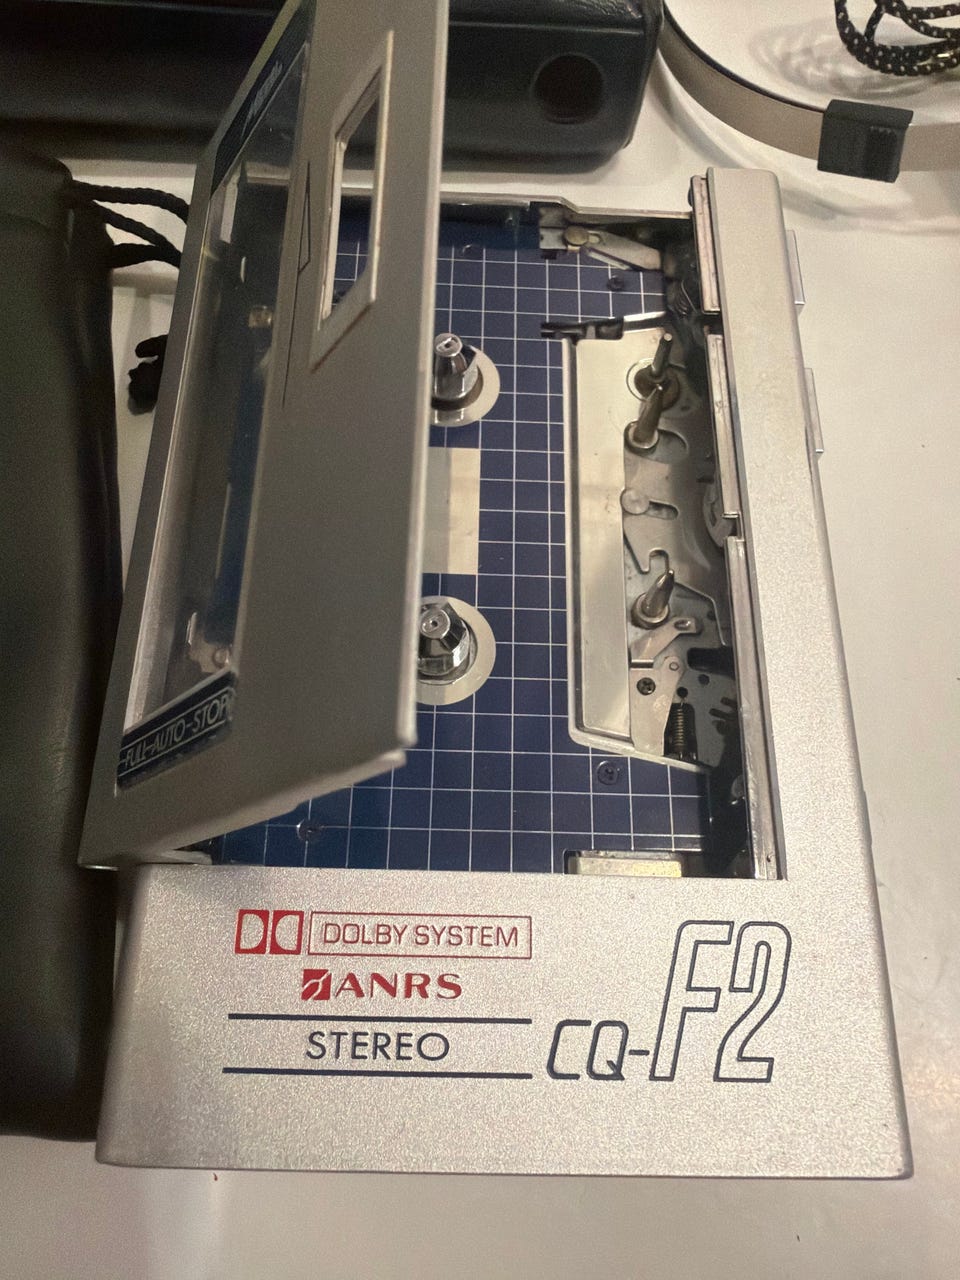 FULL-AUTO-STOP
DOLBY SYSTEM
ANRS
STEREO
CQ-F2